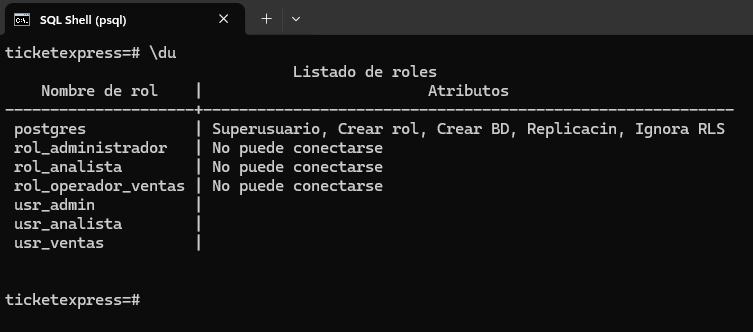 SQL Shell (psql)
ticketexpress=# \du
Listado de roles
Nombre de rol | Atributos
---------------------+----------------------------------------------------------
postgres | Superusuario, Crear rol, Crear BD, Replicacin, Ignora RLS
rol_administrador | No puede conectarse
rol_analista | No puede conectarse
rol_operador_ventas | No puede conectarse
usr_admin |
usr_analista |
usr_ventas |
ticketexpress=#